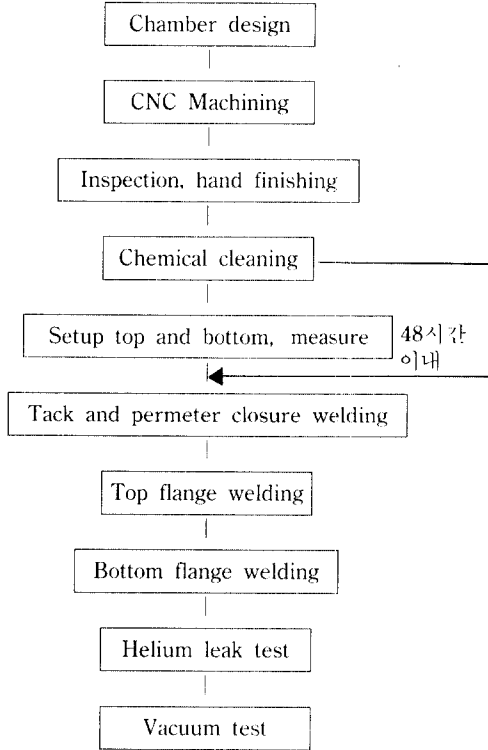 Chamber design
CNC Machining
Inspection, hand finishing
Chemical cleaning
Setup top and bottom, measure
48시간
이내
Tack and permeter closure welding
Top flange welding
Bottom flange welding
Helium leak test
Vacuum test